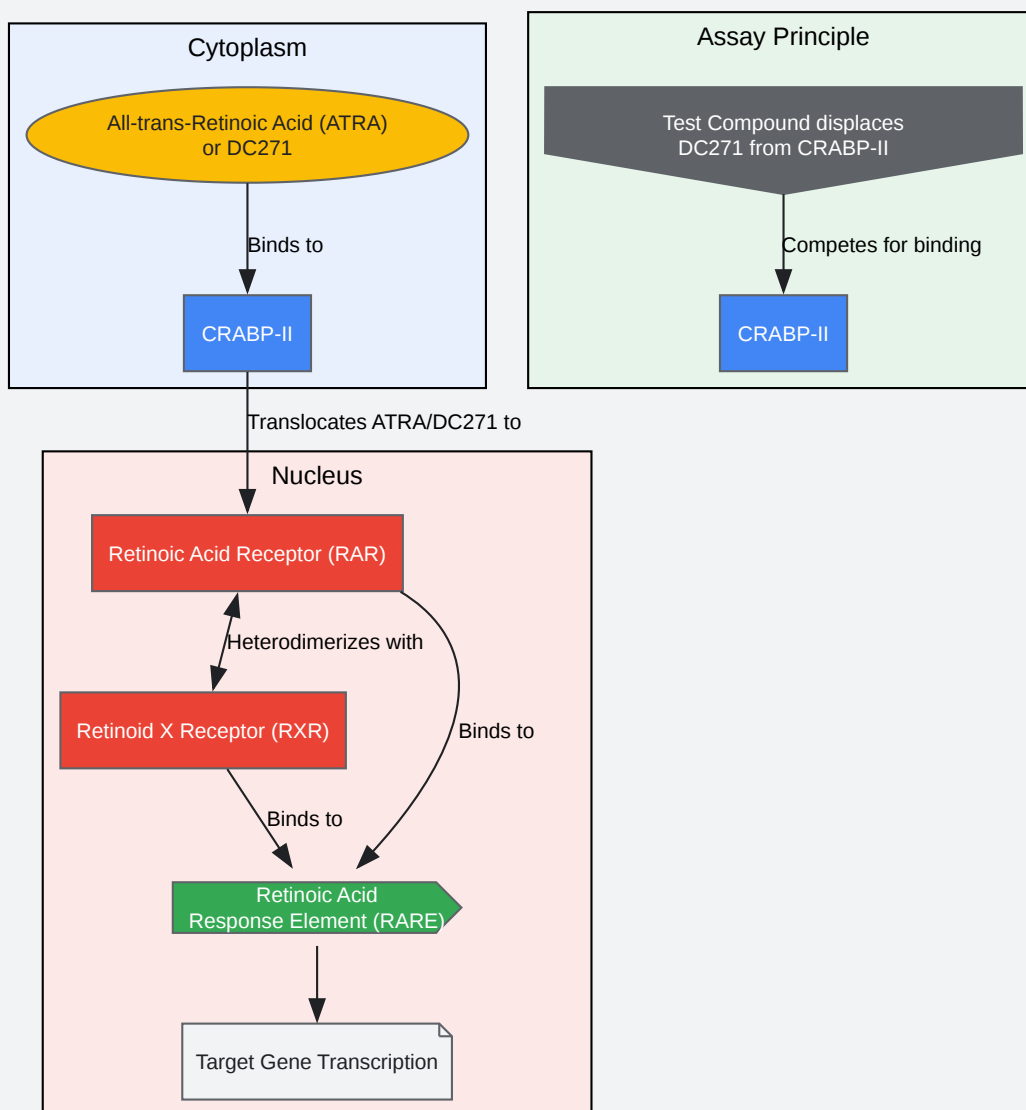 Cytoplasm
All-trans-Retinoic Acid (ATRA)
or DC271
Binds to
CRABP-II
Translocates ATRA/DC271 to
Assay Principle
Test Compound displaces
DC271 from CRABP-II
Competes for binding
CRABP-II
Nucleus
Retinoic Acid Receptor (RAR)
Heterodimerizes with
Retinoid X Receptor (RXR)
Binds to
Binds to
Retinoic Acid
Response Element (RARE)
Target Gene Transcription